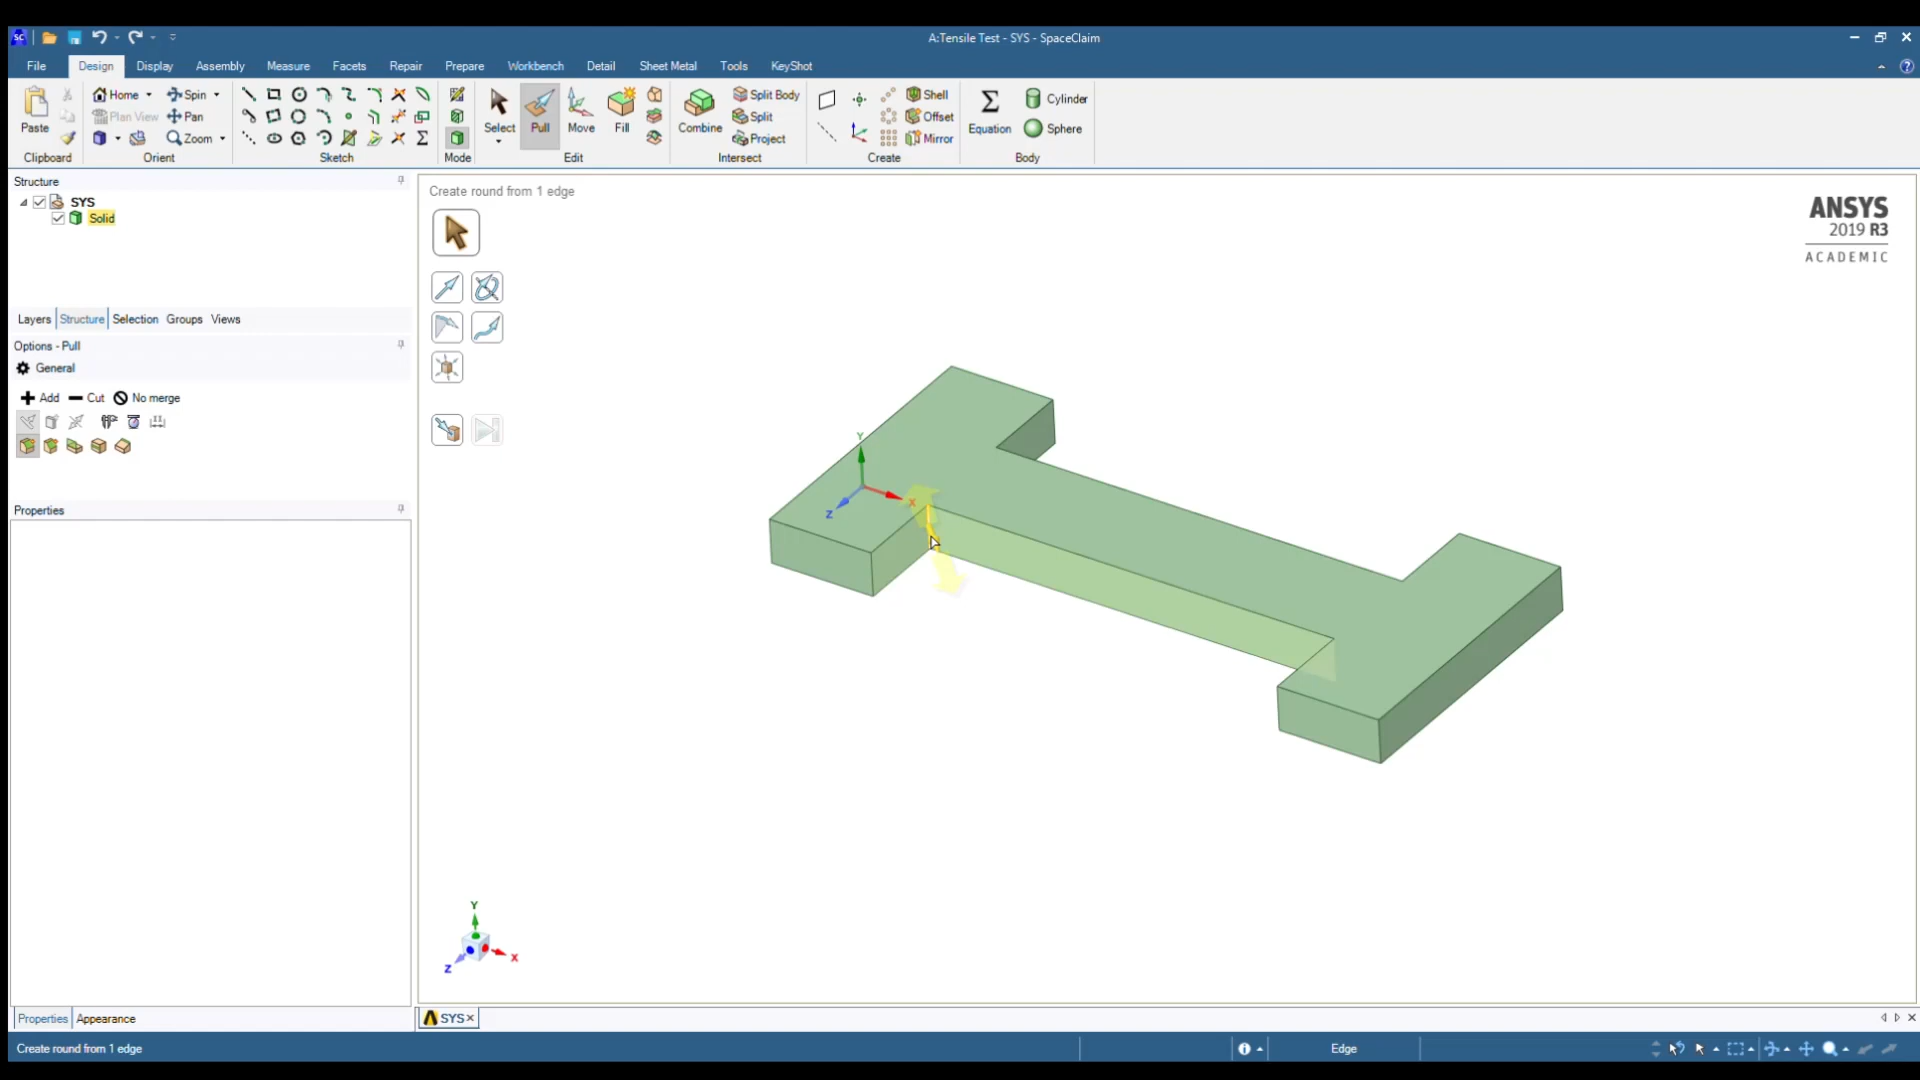 A:Tensile Test - SYS - SpaceClaim
File Design Display Assembly Measure Facets Repair Prepare Workbench Detail Sheet Metal Tools KeyShot
Paste
Clipboard
Home Spin
Plan View Pan
Zoom
Orient
Sketch
Mode
Select Pull Move Fill
Edit
Combine
Split Body
Split
Project
Intersect
Shell
Offset
Mirror
Create
Equation
Cylinder
Sphere
Body
Structure
SYS
Solid
Layers Structure Selection Groups Views
Options - Pull
General
Add Cut No merge
Properties
Properties Appearance
Create round from 1 edge
ANSYS
2019 R3
ACADEMIC
Y
X
Z
Y
X
Z
SYS
Create round from 1 edge
Edge